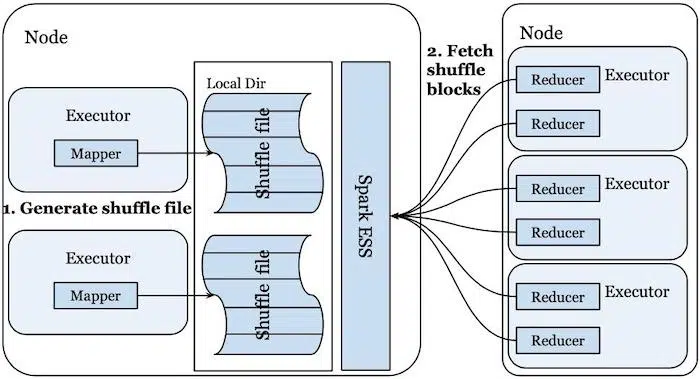 Node
Executor
Mapper
1. Generate shuffle file
Executor
Mapper
Local Dir
Shuffle file
Shuffle file
Spark ESS
2. Fetch
shuffle
blocks
Node
Reducer
Executor
Reducer
Reducer
Executor
Reducer
Reducer
Executor
Reducer